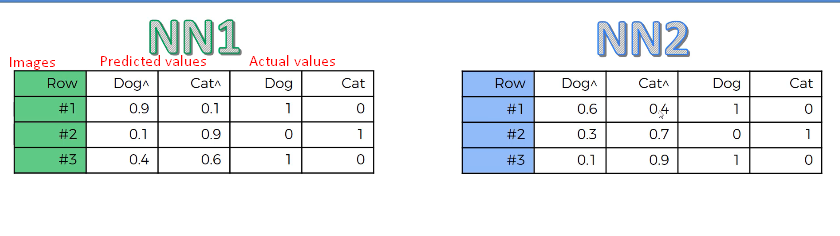 NN1
Images Predicted values Actual values
Row Dog^ Cat^ Dog Cat
#1 0.9 0.1 1 0
#2 0.1 0.9 0 1
#3 0.4 0.6 1 0
NN2
Row Dog^ Cat^ Dog Cat
#1 0.6 0.4 1 0
#2 0.3 0.7 0 1
#3 0.1 0.9 1 0